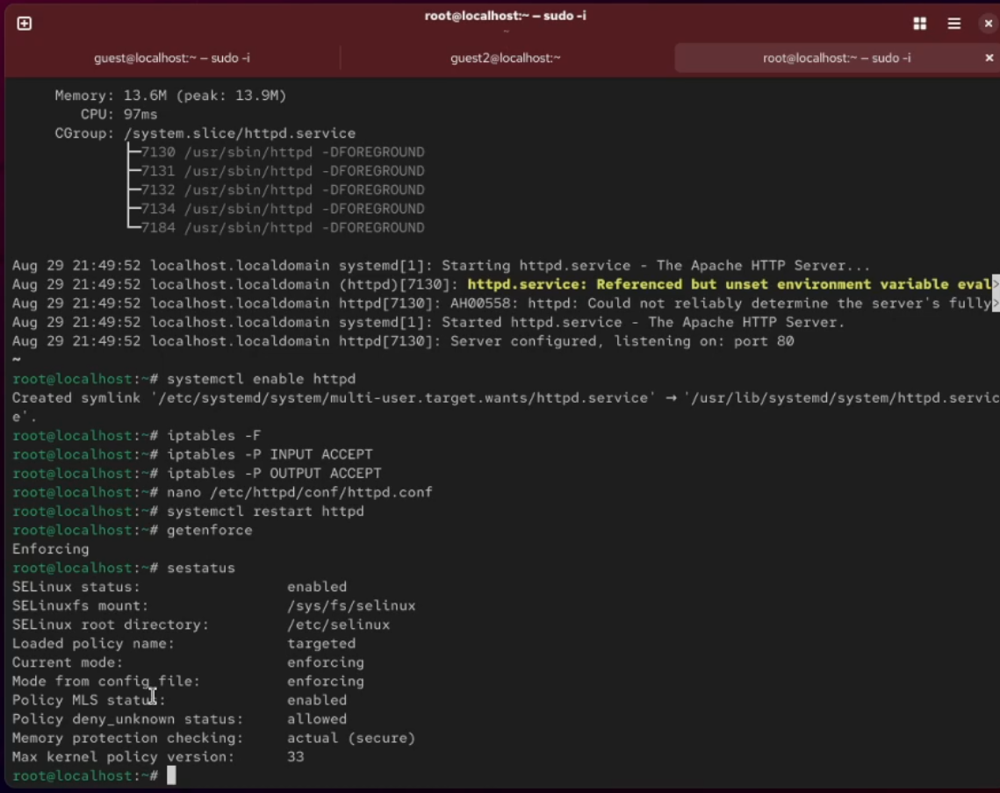 root@localhost:~ — sudo -i
~
guest@localhost:~ — sudo -i
guest2@localhost:~
root@localhost:~ — sudo -i
Memory: 13.6M (peak: 13.9M)
CPU: 97ms
CGroup: /system.slice/httpd.service
├─7130 /usr/sbin/httpd -DFOREGROUND
├─7131 /usr/sbin/httpd -DFOREGROUND
├─7132 /usr/sbin/httpd -DFOREGROUND
├─7134 /usr/sbin/httpd -DFOREGROUND
└─7184 /usr/sbin/httpd -DFOREGROUND
Aug 29 21:49:52 localhost.localdomain systemd[1]: Starting httpd.service - The Apache HTTP Server...
Aug 29 21:49:52 localhost.localdomain (httpd)[7130]: httpd.service: Referenced but unset environment variable eval>
Aug 29 21:49:52 localhost.localdomain httpd[7130]: AH00558: httpd: Could not reliably determine the server's fully>
Aug 29 21:49:52 localhost.localdomain systemd[1]: Started httpd.service - The Apache HTTP Server.
Aug 29 21:49:52 localhost.localdomain httpd[7130]: Server configured, listening on: port 80
~
root@localhost:~# systemctl enable httpd
Created symlink '/etc/systemd/system/multi-user.target.wants/httpd.service' → '/usr/lib/systemd/system/httpd.servic
e'.
root@localhost:~# iptables -F
root@localhost:~# iptables -P INPUT ACCEPT
root@localhost:~# iptables -P OUTPUT ACCEPT
root@localhost:~# nano /etc/httpd/conf/httpd.conf
root@localhost:~# systemctl restart httpd
root@localhost:~# getenforce
Enforcing
root@localhost:~# sestatus
SELinux status: enabled
SELinuxfs mount: /sys/fs/selinux
SELinux root directory: /etc/selinux
Loaded policy name: targeted
Current mode: enforcing
Mode from config file: enforcing
Policy MLS status: enabled
Policy deny_unknown status: allowed
Memory protection checking: actual (secure)
Max kernel policy version: 33
root@localhost:~#